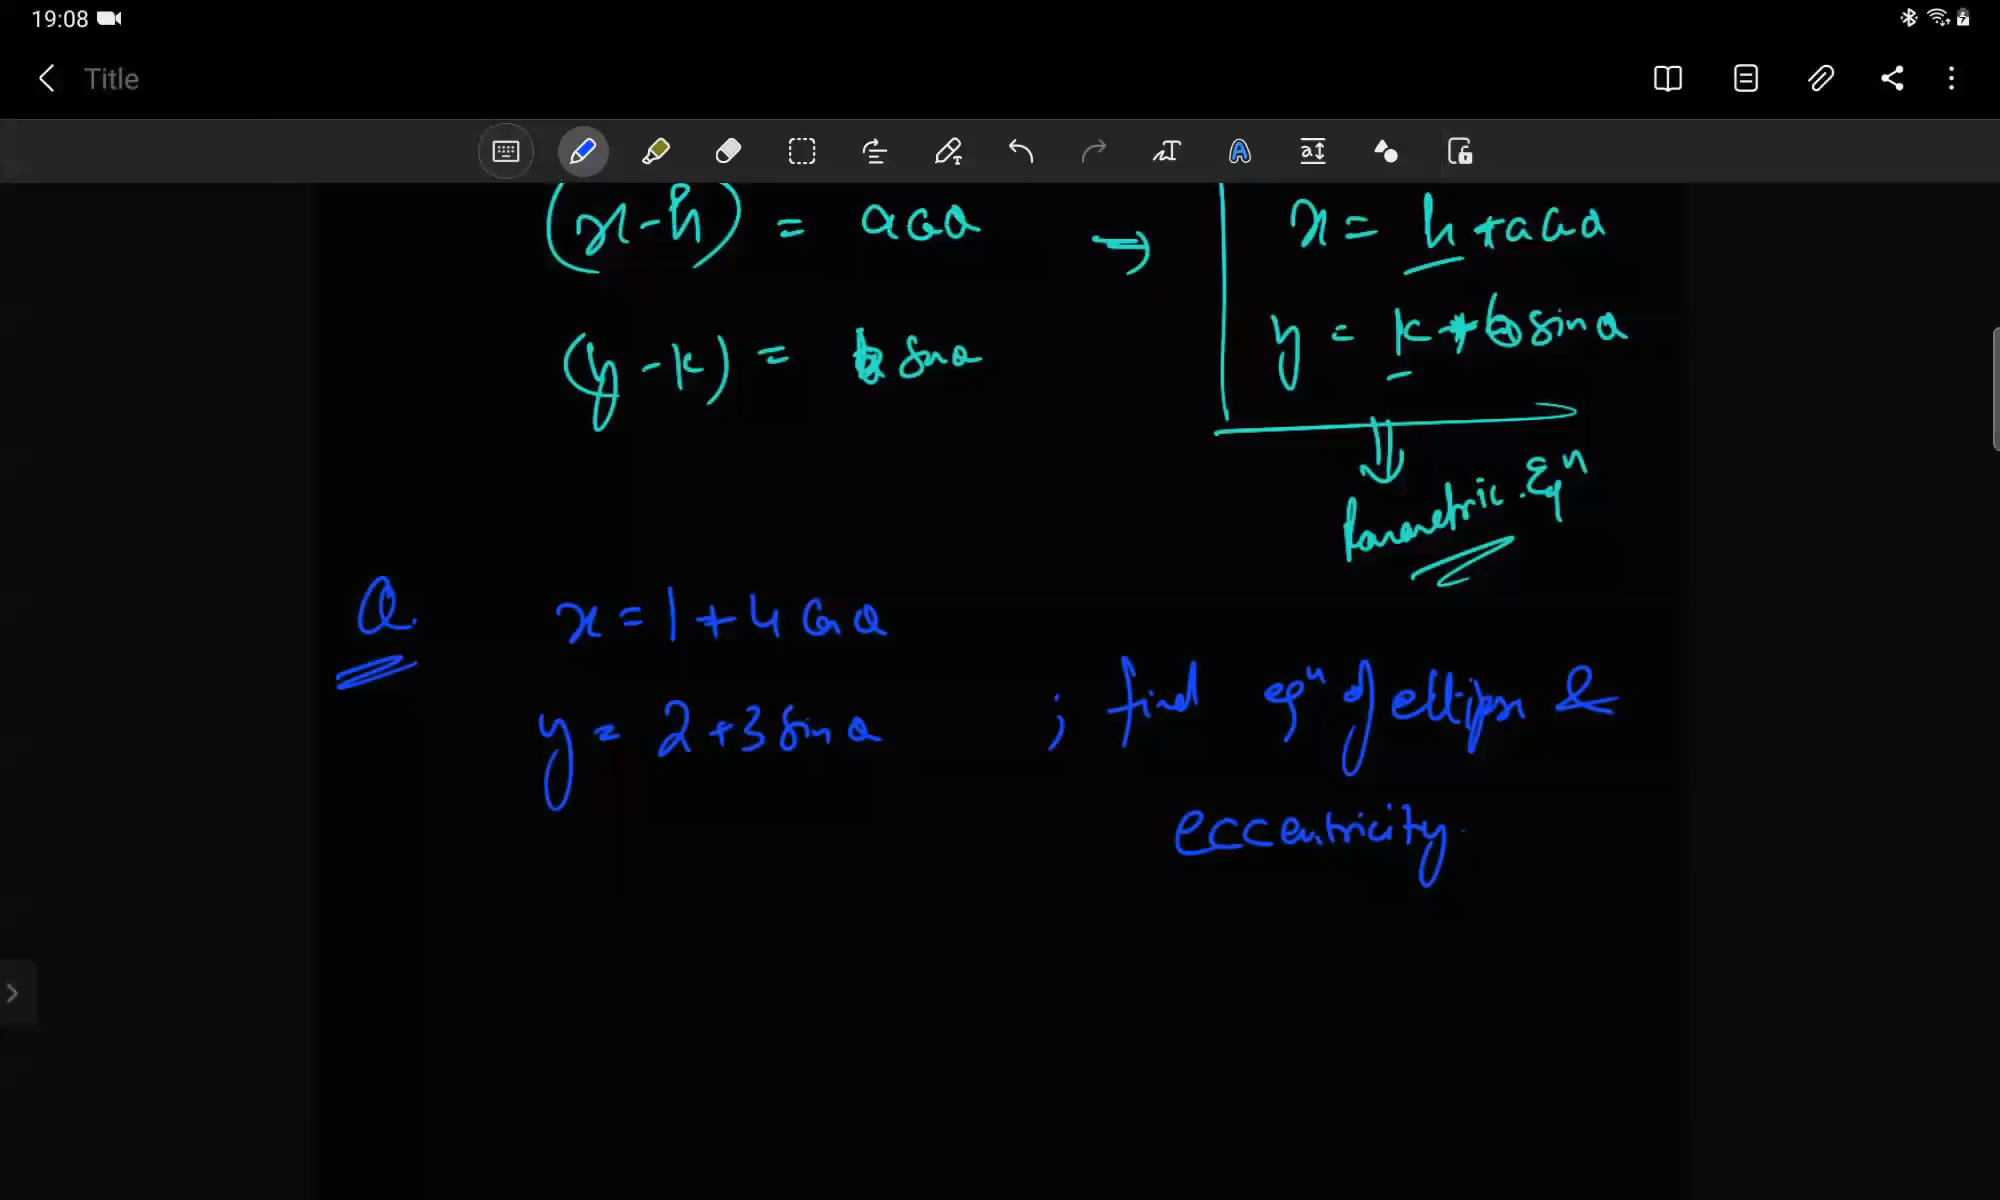 19:08
Title
(x-h) = a cos θ → x = h + a cos θ
(y-k) = b sin θ y = k + b sin θ
Parametric Eqⁿ
Q. x = 1 + 4 cos θ
y = 2 + 3 sin θ ; find eqⁿ of ellipse &
eccentricity.